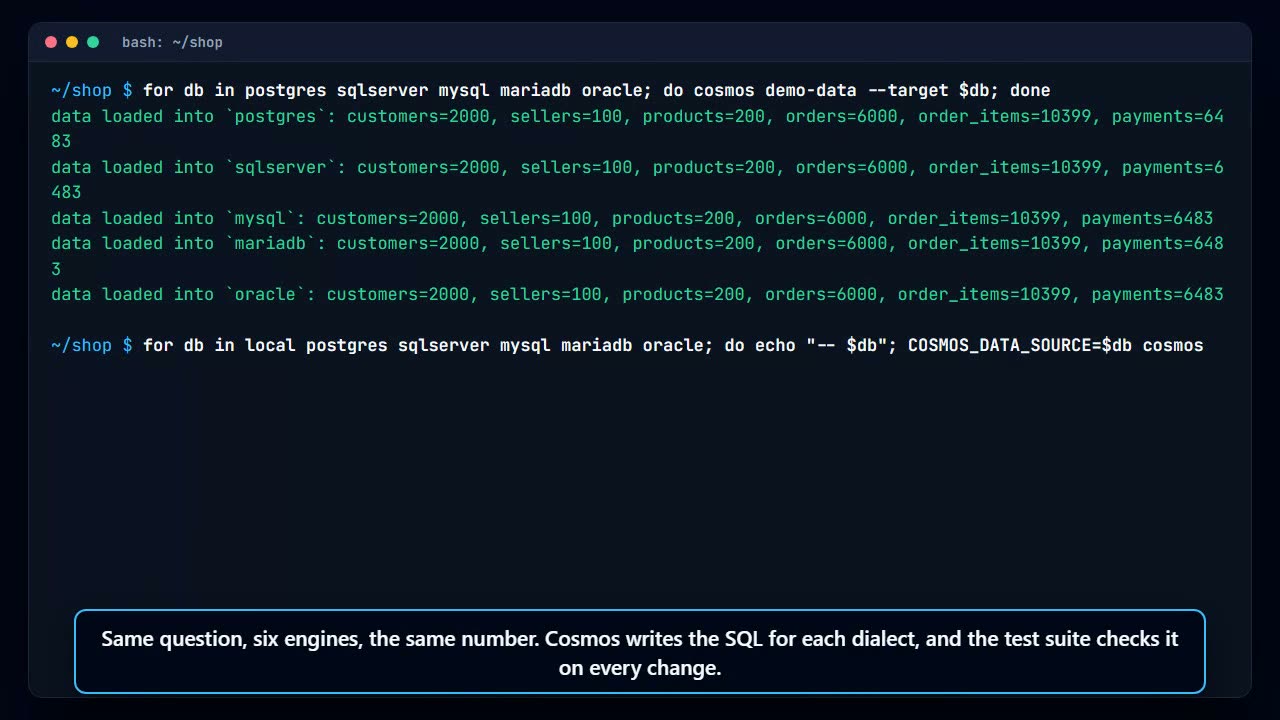 bash: ~/shop
~/shop $ for db in postgres sqlserver mysql mariadb oracle; do cosmos demo-data --target $db; done
data loaded into `postgres`: customers=2000, sellers=100, products=200, orders=6000, order_items=10399, payments=64
83
data loaded into `sqlserver`: customers=2000, sellers=100, products=200, orders=6000, order_items=10399, payments=6
483
data loaded into `mysql`: customers=2000, sellers=100, products=200, orders=6000, order_items=10399, payments=6483
data loaded into `mariadb`: customers=2000, sellers=100, products=200, orders=6000, order_items=10399, payments=648
3
data loaded into `oracle`: customers=2000, sellers=100, products=200, orders=6000, order_items=10399, payments=6483
~/shop $ for db in local postgres sqlserver mysql mariadb oracle; do echo "-- $db"; COSMOS_DATA_SOURCE=$db cosmos
Same question, six engines, the same number. Cosmos writes the SQL for each dialect, and the test suite checks it
on every change.